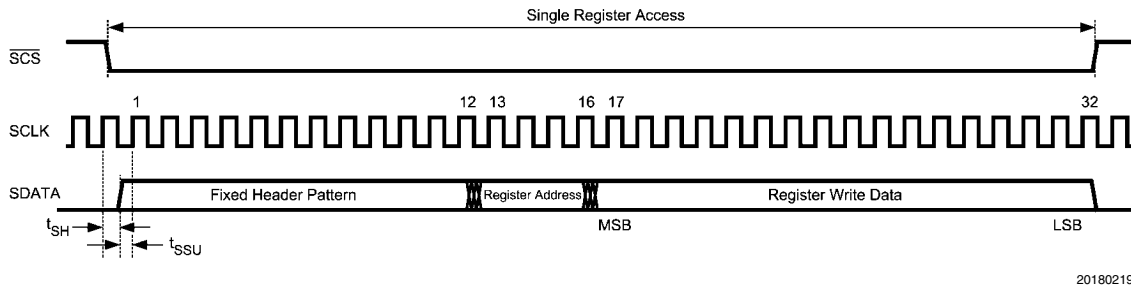 Single Register Access
SCS
1 12 13 16 17 32
SCLK
SDATA Fixed Header Pattern Register Address Register Write Data
tSH MSB LSB
tSSU
20180219